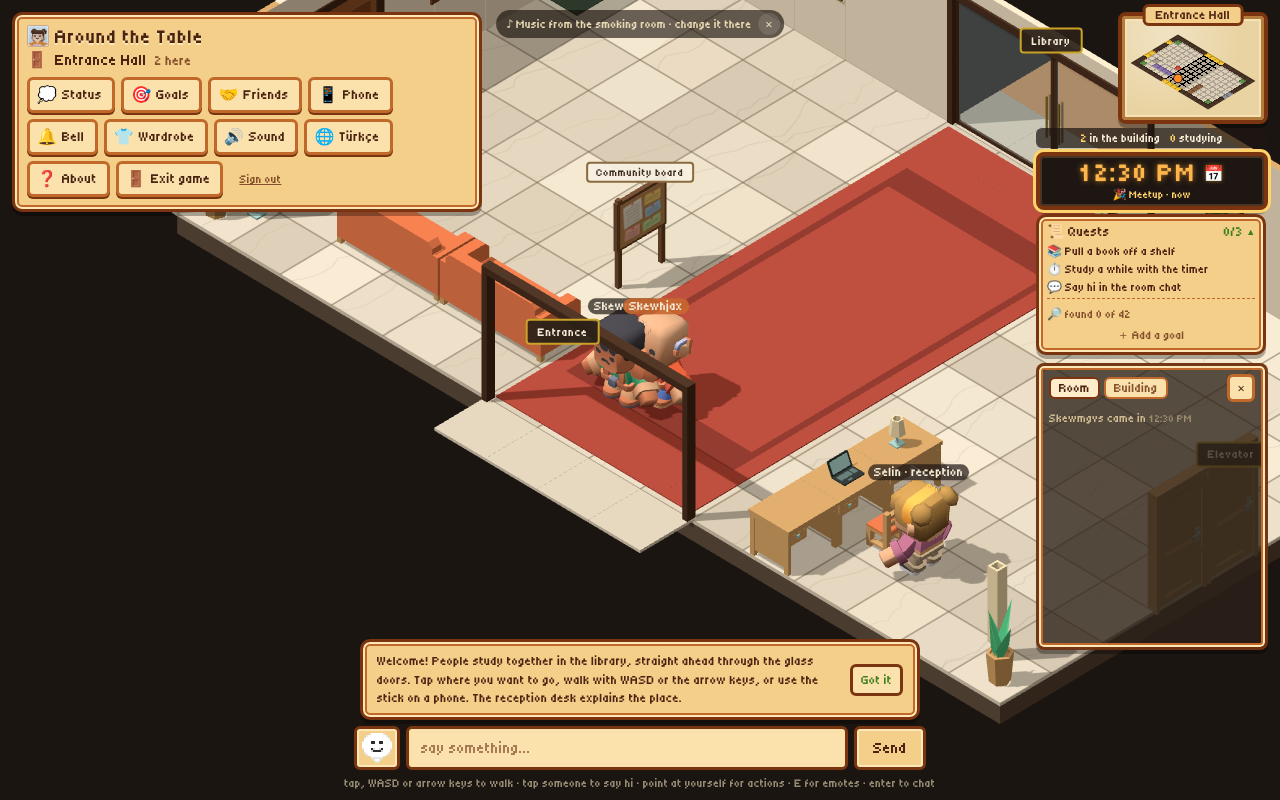 Around the Table
Entrance Hall 2 here
Status
Goals
Friends
Phone
Bell
Wardrobe
Sound
Türkçe
About
Exit game
Sign out
♪ Music from the smoking room · change it there ×
Library
Entrance Hall
2 in the building 0 studying
12:30 PM
Meetup · now
Quests 0/3 ▲
Pull a book off a shelf
Study a while with the timer
Say hi in the room chat
found 0 of 42
+ Add a goal
Room
Building
×
Skewmgvs came in 12:30 PM
Elevator
Community board
Skew
Skewhjax
Entrance
Selin · reception
Welcome! People study together in the library, straight ahead through the glass
doors. Tap where you want to go, walk with WASD or the arrow keys, or use the
stick on a phone. The reception desk explains the place.
Got it
say something...
Send
tap, WASD or arrow keys to walk · tap someone to say hi · point at yourself for actions · E for emotes · enter to chat